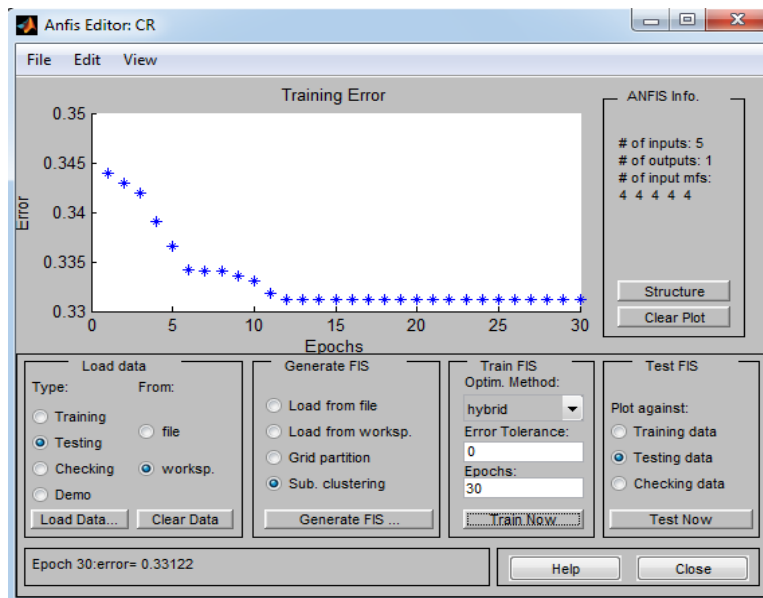 Anfis Editor: CR
File Edit View
Training Error
0.35
0.345
0.34
0.335
0.33
Error
0 5 10 15 20 25 30
Epochs
ANFIS Info.
# of inputs: 5
# of outputs: 1
# of input mfs:
4 4 4 4 4
Structure
Clear Plot
Load data
Type: From:
Training
file
Testing
Checking
worksp.
Demo
Load Data... Clear Data
Generate FIS
Load from file
Load from worksp.
Grid partition
Sub. clustering
Generate FIS ...
Train FIS
Optim. Method:
hybrid
Error Tolerance:
0
Epochs:
30
Train Now
Test FIS
Plot against:
Training data
Testing data
Checking data
Test Now
Epoch 30:error= 0.33122
Help Close